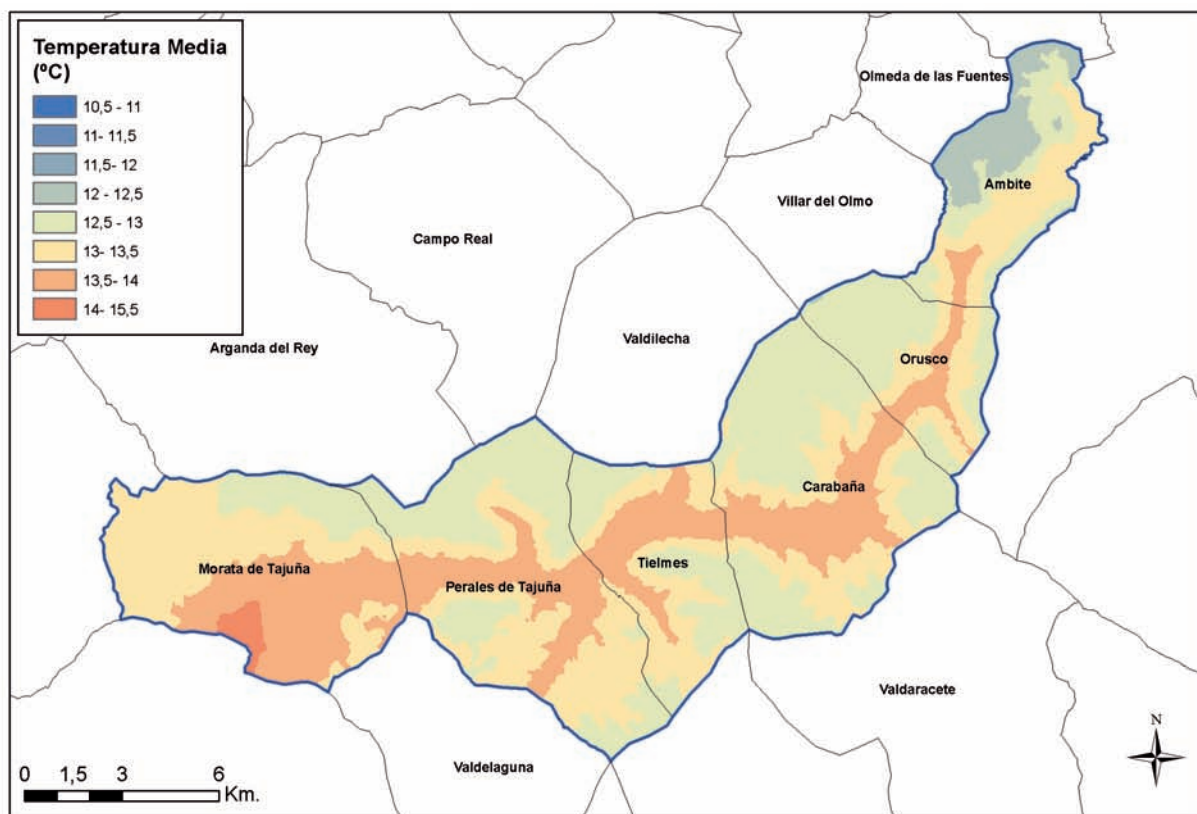 Temperatura Media
(ºC)
10,5 - 11
11- 11,5
11,5- 12
12 - 12,5
12,5 - 13
13- 13,5
13,5- 14
14- 15,5
Olmeda de las Fuentes
Ambite
Villar del Olmo
Campo Real
Valdilecha
Arganda del Rey
Orusco
Carabaña
Tielmes
Morata de Tajuña
Perales de Tajuña
Valdaracete
Valdelaguna
N
0 1,5 3 6
Km.